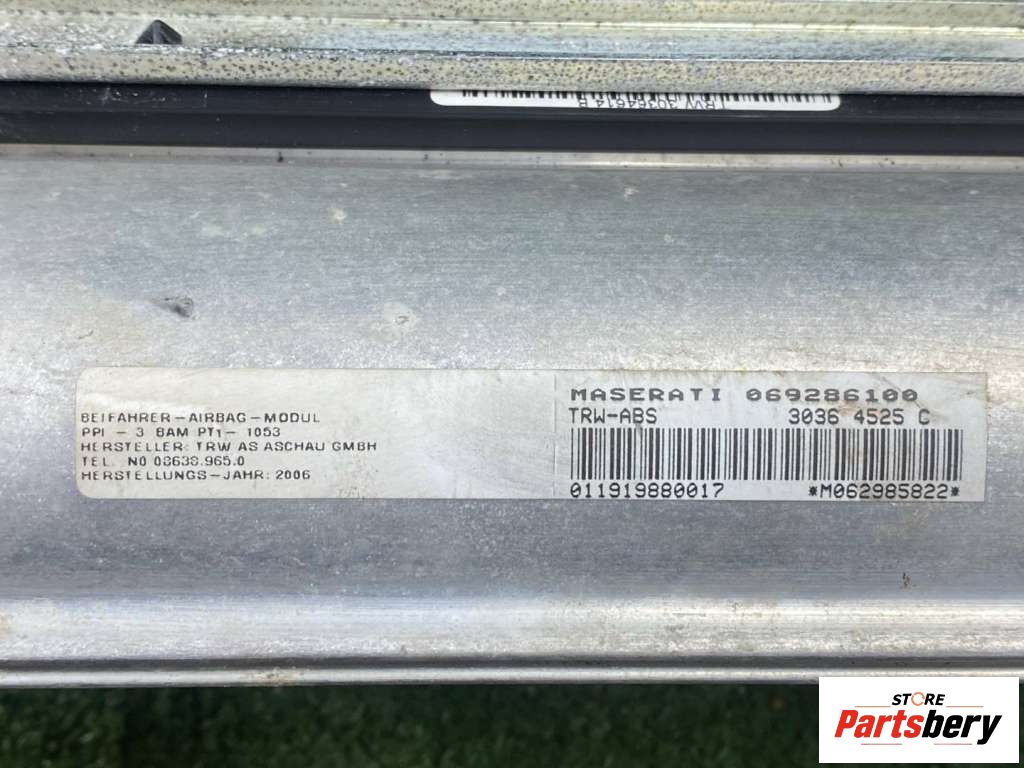 TRW 30364614 B
BEIFAHRER-AIRBAG-MODUL
PPI - 3 BAM PT1- 1053
HERSTELLER: TRW AS ASCHAU GMBH
TEL. N0 08638.965.0
HERSTELLUNGS-JAHR: 2006
MASERATI 069286100
TRW-ABS 3036 4525 C
011919880017 *M062985822*
STORE
Partsbery